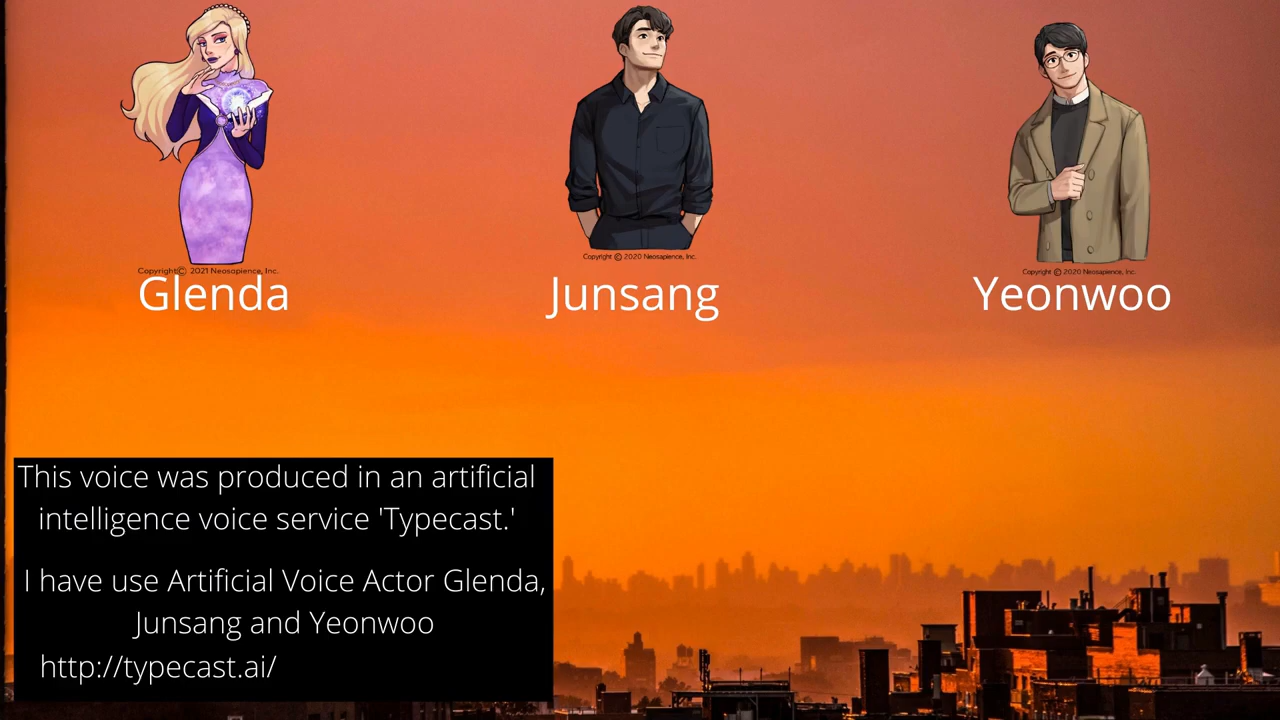 Copyright© 2021 Neosapience, Inc.
Glenda
Copyright © 2020 Neosapience, Inc.
Junsang
Copyright © 2020 Neosapience, Inc.
Yeonwoo
This voice was produced in an artificial
intelligence voice service 'Typecast.'
I have use Artificial Voice Actor Glenda,
Junsang and Yeonwoo
http://typecast.ai/